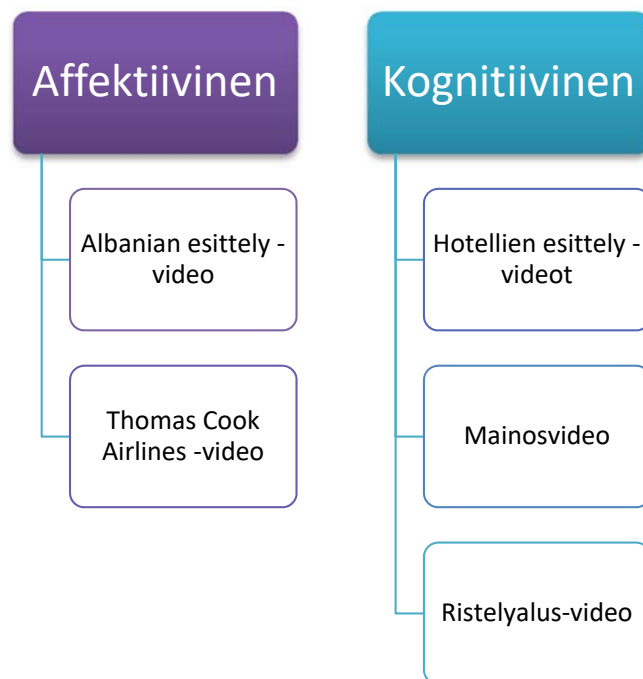 Affektiivinen
Albanian esittely -
video
Thomas Cook
Airlines -video
Kognitiivinen
Hotellien esittely -
videot
Mainosvideo
Ristelyalus-video